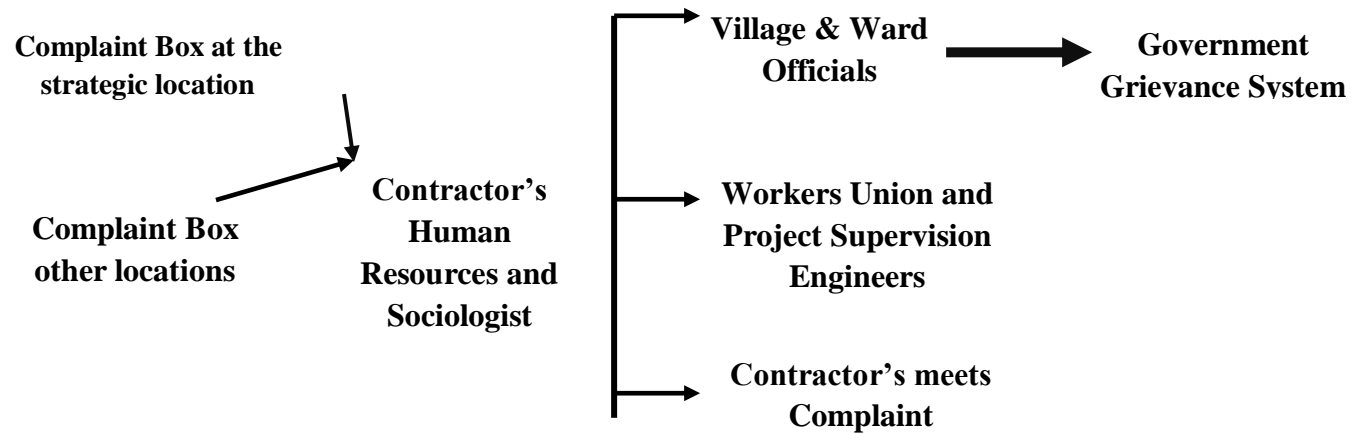 Complaint Box at the
strategic location
Complaint Box
other locations
Contractor’s
Human
Resources and
Sociologist
Village & Ward
Officials
Government
Grievance System
Workers Union and
Project Supervision
Engineers
Contractor’s meets
Complaint